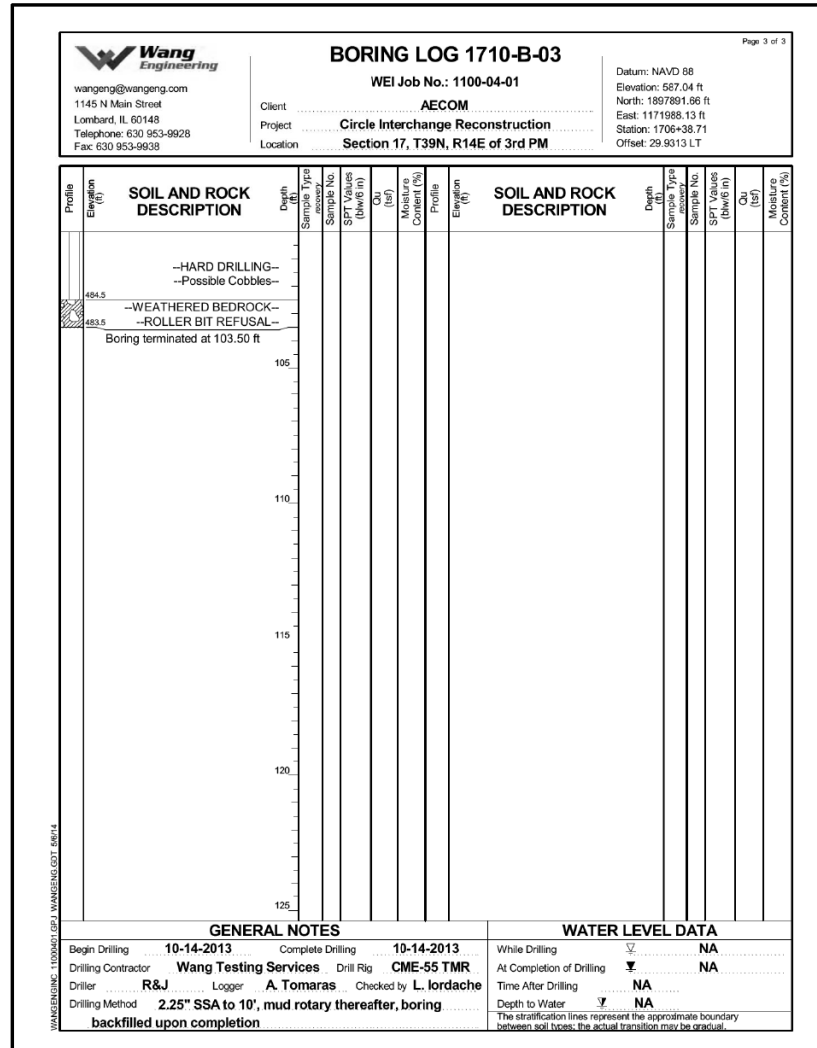 Page 3 of 3
Wang
Engineering
wangeng@wangeng.com
1145 N Main Street
Lombard, IL 60148
Telephone: 630 953-9928
Fax: 630 953-9938
BORING LOG 1710-B-03
WEI Job No.: 1100-04-01
Client AECOM
Project Circle Interchange Reconstruction
Location Section 17, T39N, R14E of 3rd PM
Datum: NAVD 88
Elevation: 587.04 ft
North: 1897891.66 ft
East: 1171988.13 ft
Station: 1706+38.71
Offset: 29.9313 LT
Profile
Elevation (ft)
SOIL AND ROCK DESCRIPTION
Depth (ft)
Sample Type recovery
Sample No.
SPT Values (blw/6 in)
Qu (tsf)
Moisture Content (%)
Profile
Elevation (ft)
SOIL AND ROCK DESCRIPTION
Depth (ft)
Sample Type recovery
Sample No.
SPT Values (blw/6 in)
Qu (tsf)
Moisture Content (%)
--HARD DRILLING--
--Possible Cobbles--
484.5
--WEATHERED BEDROCK--
483.5 --ROLLER BIT REFUSAL--
Boring terminated at 103.50 ft
105
110
115
120
125
WANGENGINC 11000401.GPJ WANGENG.GDT 5/6/14
GENERAL NOTES
Begin Drilling 10-14-2013 Complete Drilling 10-14-2013
Drilling Contractor Wang Testing Services Drill Rig CME-55 TMR
Driller R&J Logger A. Tomaras Checked by L. Iordache
Drilling Method 2.25" SSA to 10', mud rotary thereafter, boring
backfilled upon completion
WATER LEVEL DATA
While Drilling NA
At Completion of Drilling NA
Time After Drilling NA
Depth to Water NA
The stratification lines represent the approximate boundary
between soil types; the actual transition may be gradual.